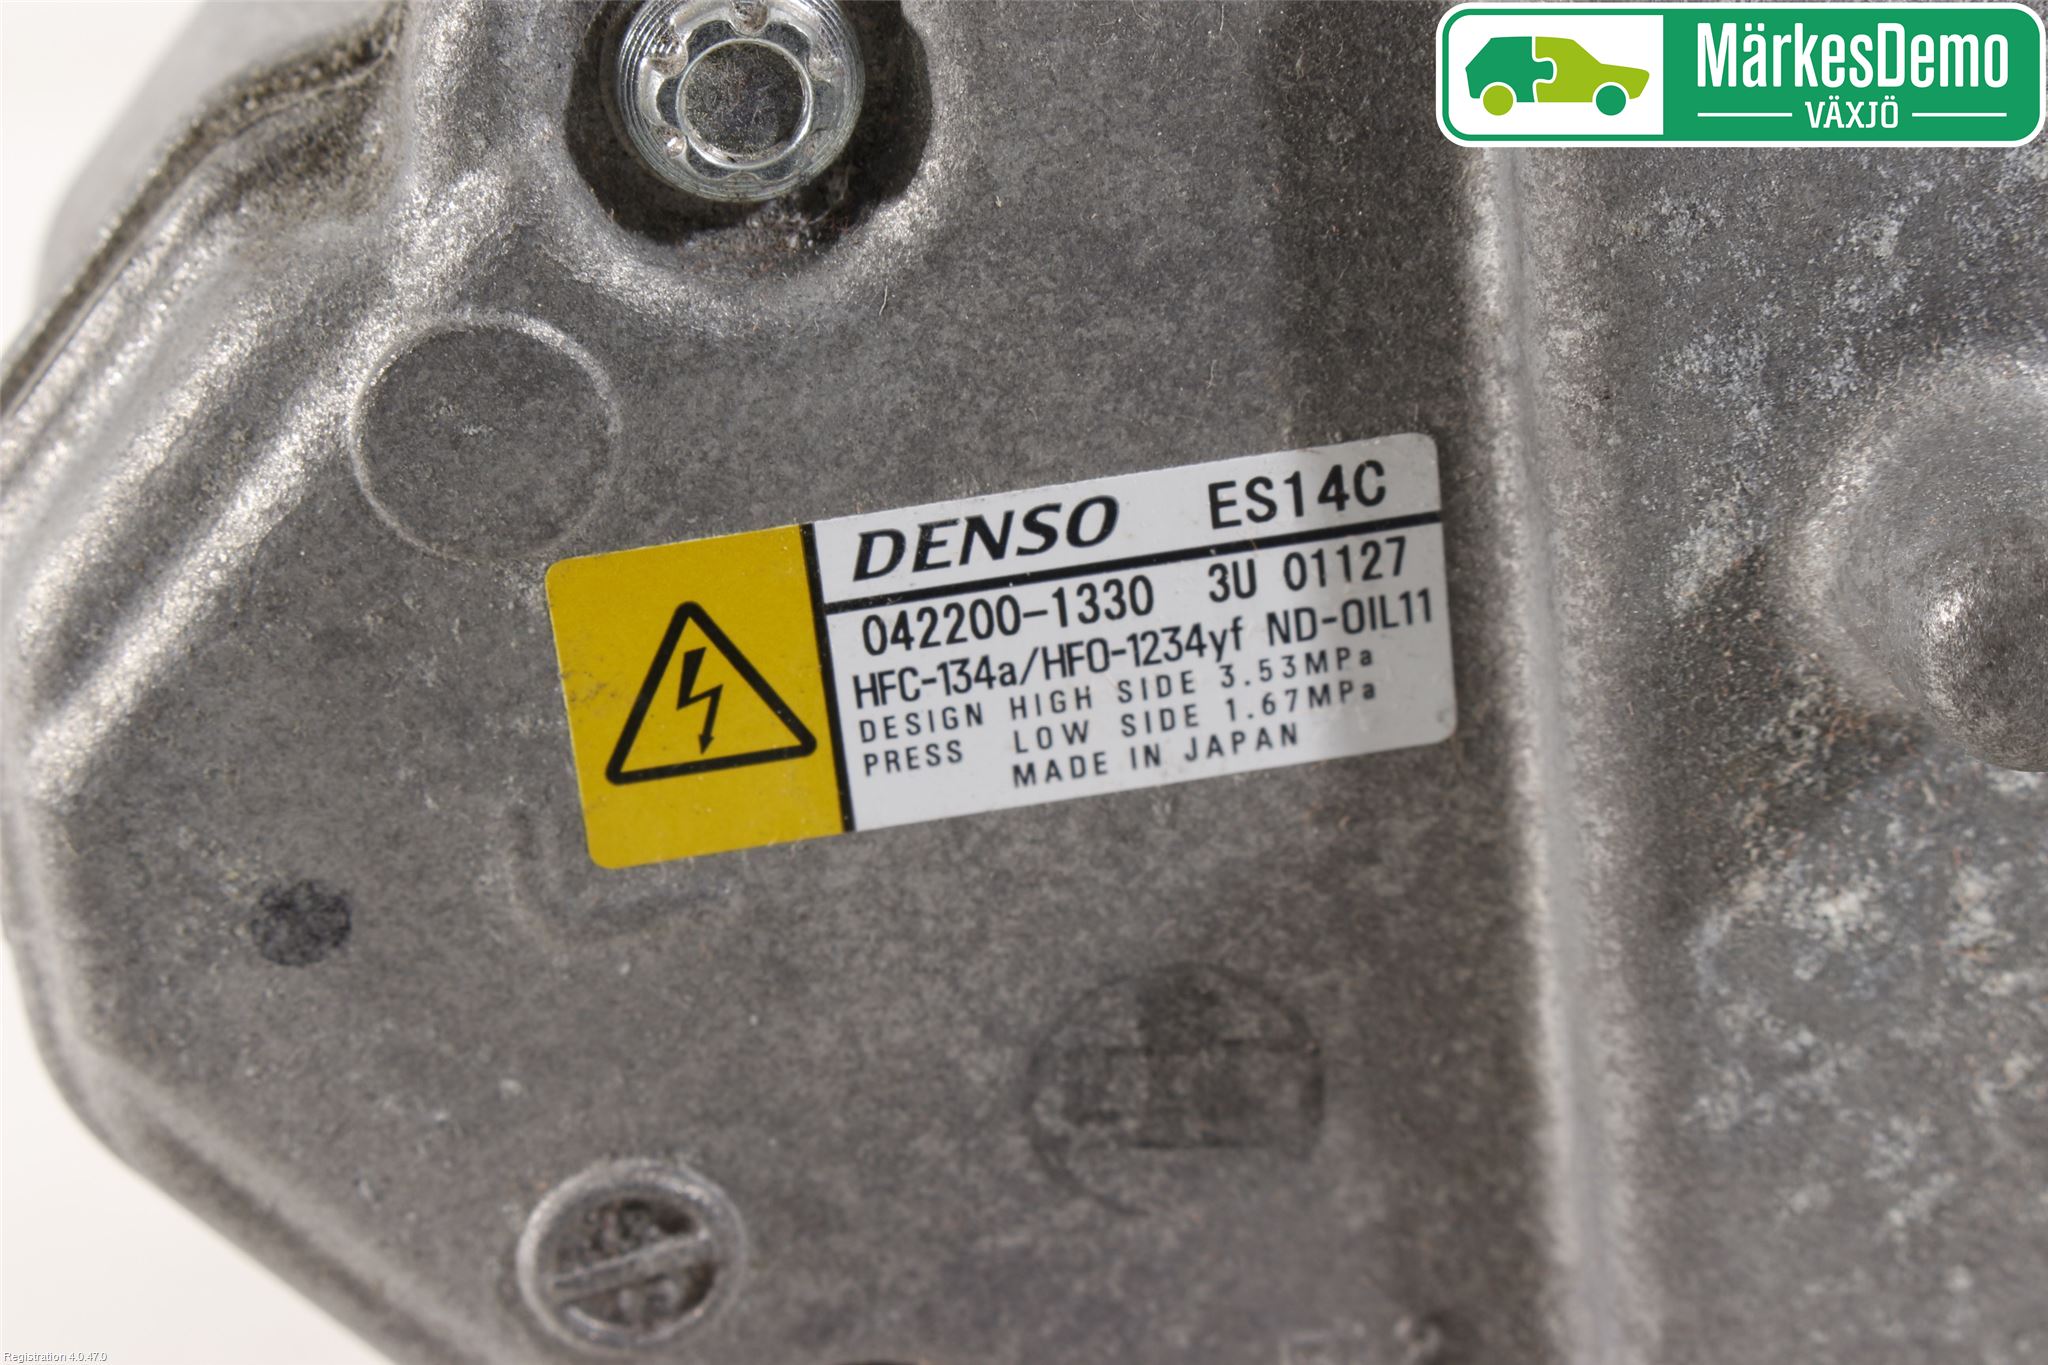 MärkesDemo
VÄXJÖ
DENSO ES14C
042200-1330 3U 01127
HFC-134a/HFO-1234yf ND-OIL11
DESIGN HIGH SIDE 3.53MPa
PRESS LOW SIDE 1.67MPa
MADE IN JAPAN
Registration 4.0.47.0